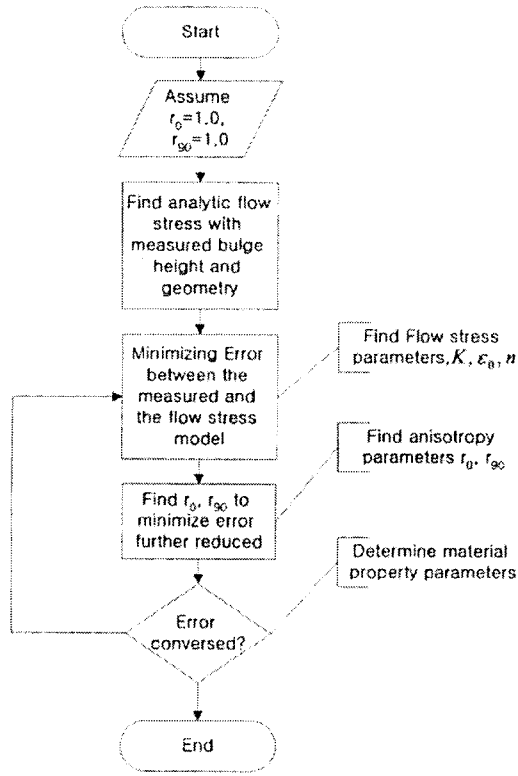 Start
Assume
r₀=1.0,
r₉₀=1.0
Find analytic flow
stress with
measured bulge
height and
geometry
Minimizing Error
between the
measured and
the flow stress
model
Find Flow stress
parameters, K, ε₀, n
Find r₀, r₉₀ to
minimize error
further reduced
Find anisotropy
parameters r₀, r₉₀
Error
conversed?
Determine material
property parameters
End